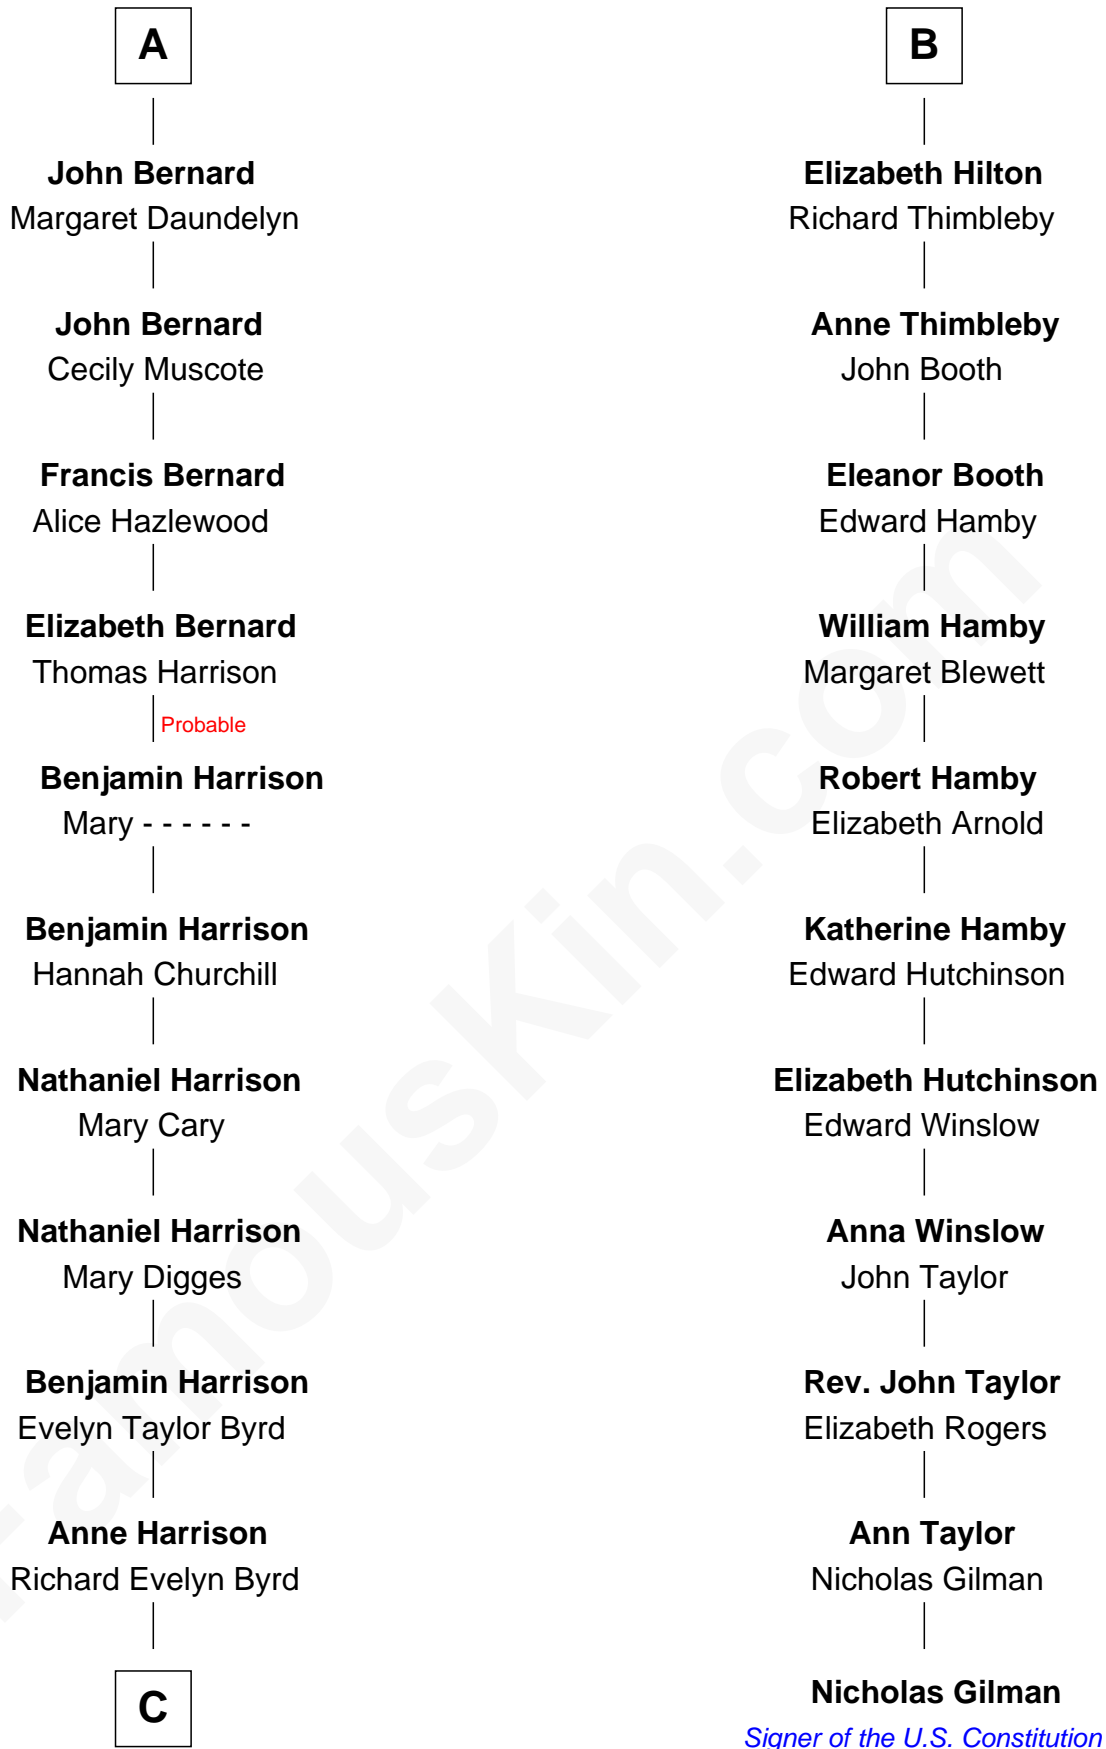 A
John Bernard
Margaret Daundelyn
John Bernard
Cecily Muscote
Francis Bernard
Alice Hazlewood
Elizabeth Bernard
Thomas Harrison
Probable
Benjamin Harrison
Mary - - - - - -
Benjamin Harrison
Hannah Churchill
Nathaniel Harrison
Mary Cary
Nathaniel Harrison
Mary Digges
Benjamin Harrison
Evelyn Taylor Byrd
Anne Harrison
Richard Evelyn Byrd
C
B
Elizabeth Hilton
Richard Thimbleby
Anne Thimbleby
John Booth
Eleanor Booth
Edward Hamby
William Hamby
Margaret Blewett
Robert Hamby
Elizabeth Arnold
Katherine Hamby
Edward Hutchinson
Elizabeth Hutchinson
Edward Winslow
Anna Winslow
John Taylor
Rev. John Taylor
Elizabeth Rogers
Ann Taylor
Nicholas Gilman
Nicholas Gilman
Signer of the U.S. Constitution
FamousKin.com